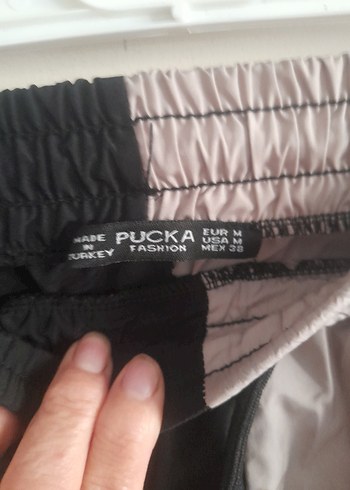 MADE
IN
TURKEY
PUCKA
FASHION
EUR M
USA M
MEX 38